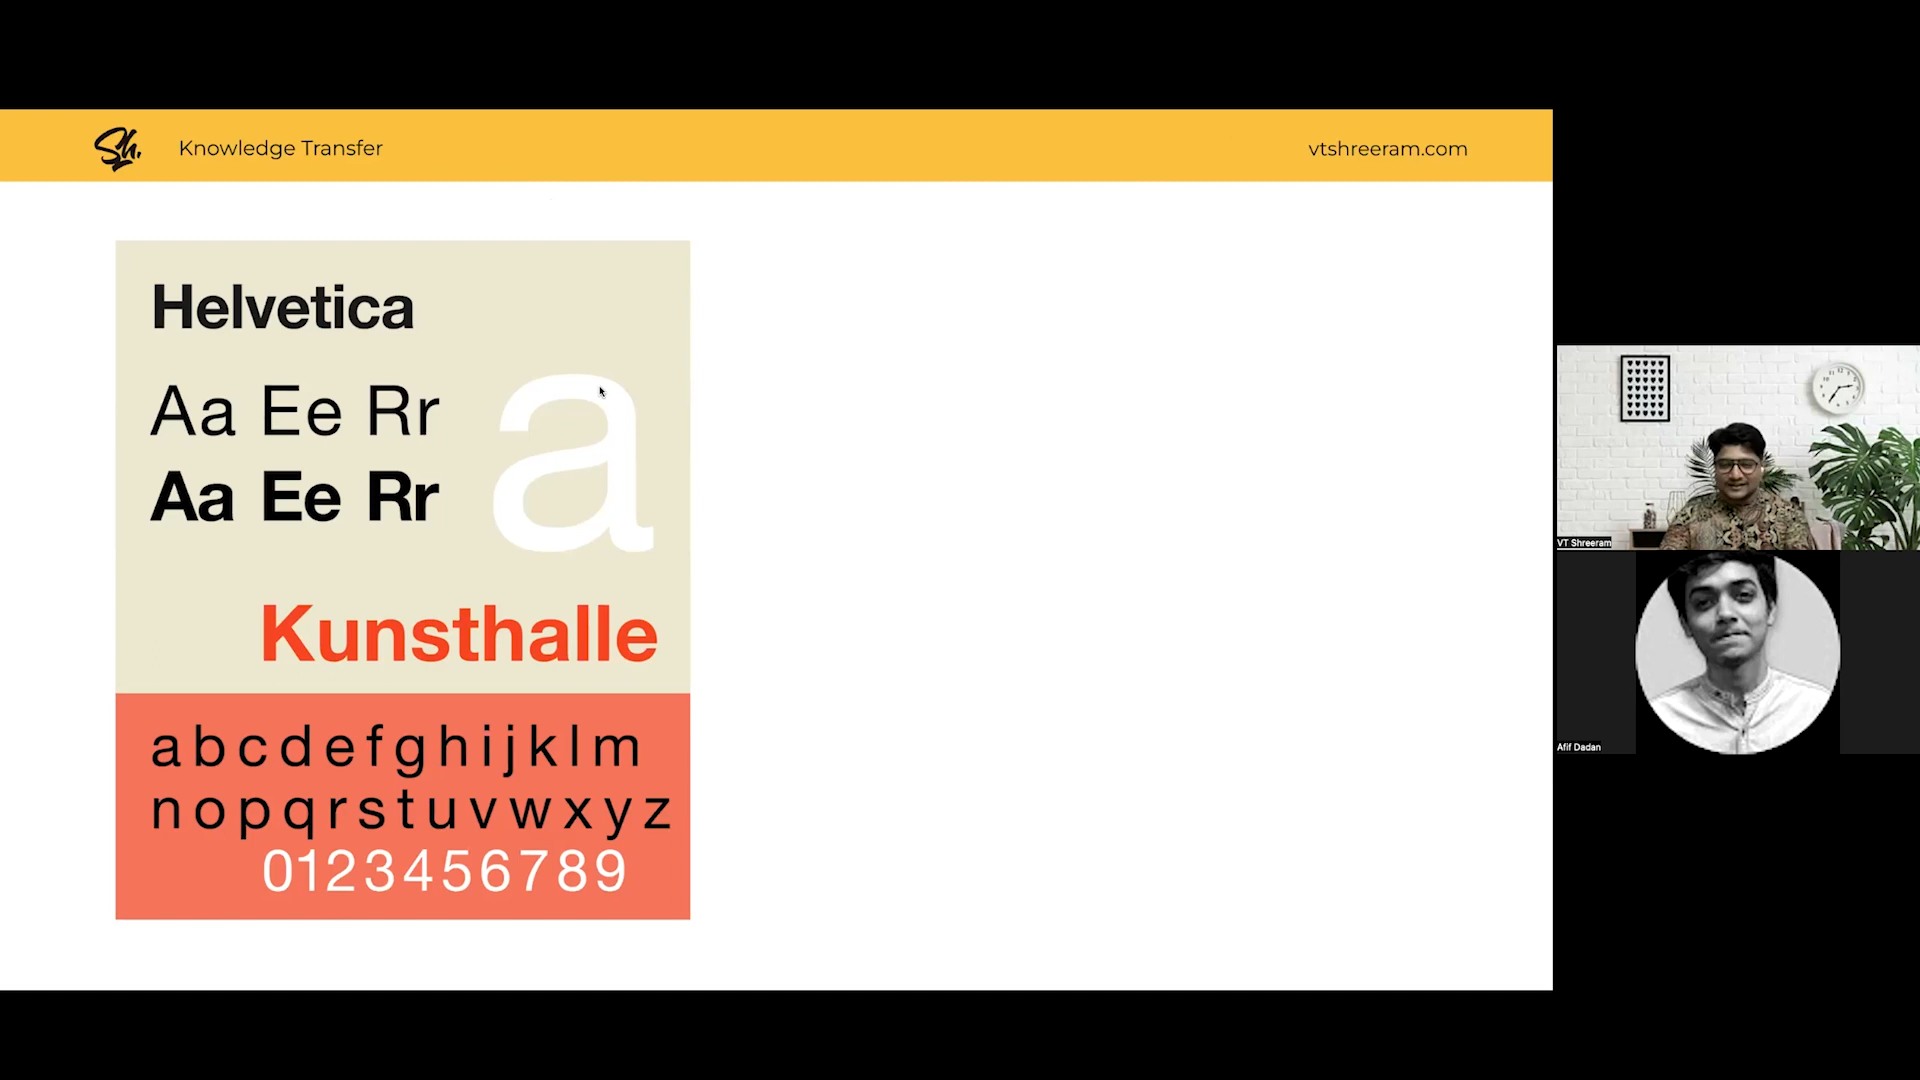 Sh.
Knowledge Transfer
vtshreeram.com
Helvetica
Aa Ee Rr
a
Aa Ee Rr
Kunsthalle
abcdefghijklm
nopqrstuvwxyz
0123456789
VT Shreeram
Afif Dadan